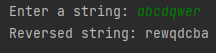 Enter a string: abcdqwer
Reversed string: rewqdcba